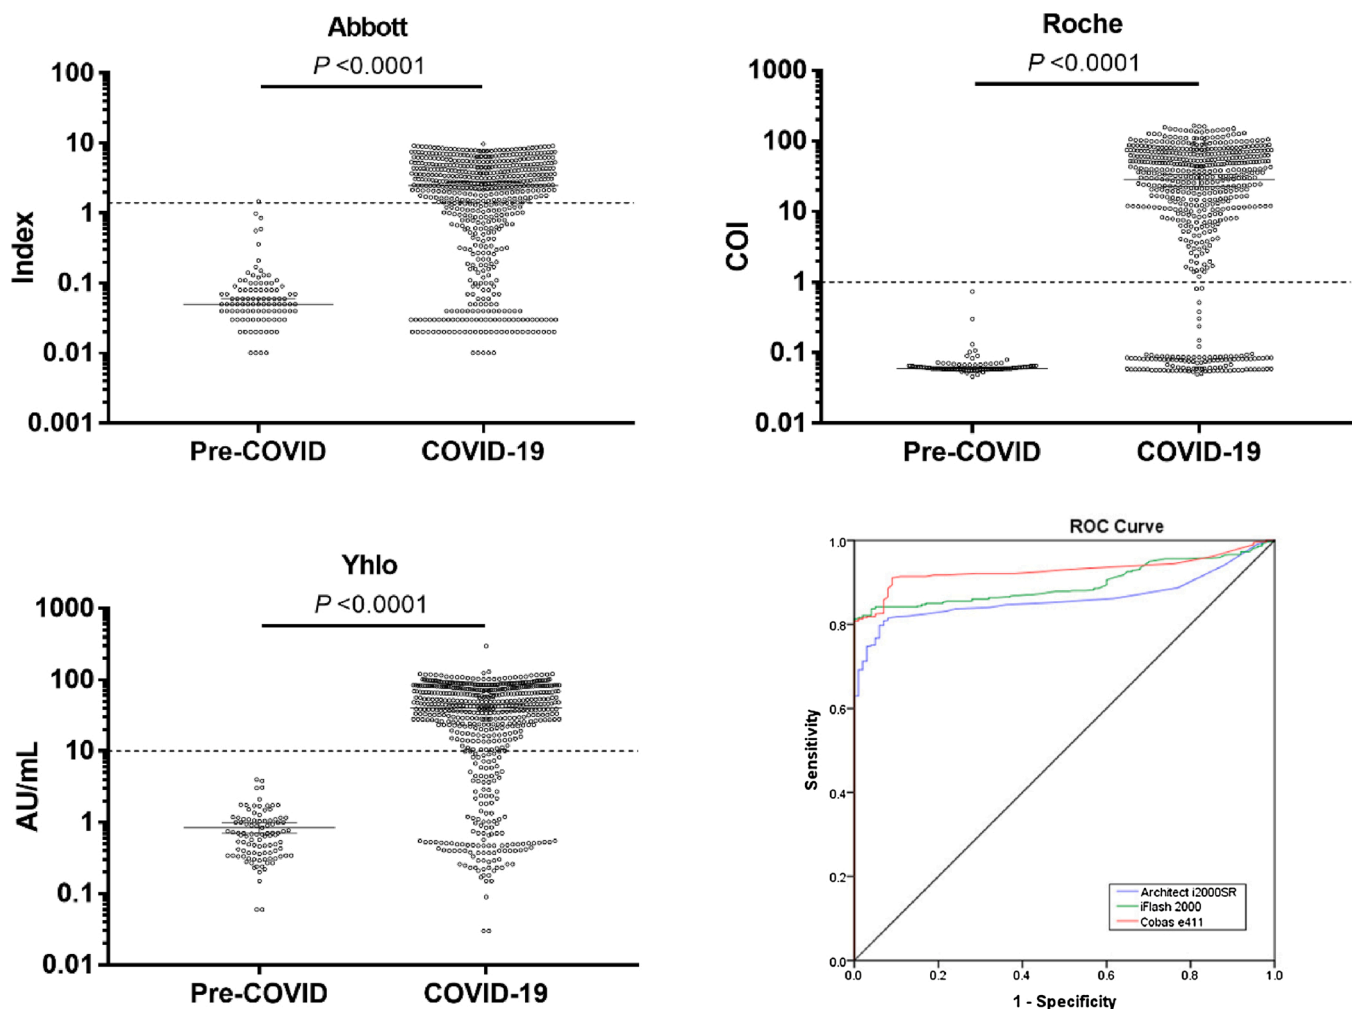 Abbott
P <0.0001
100
10
1
0.1
0.01
0.001
Index
Pre-COVID COVID-19
Roche
P <0.0001
1000
100
10
1
0.1
0.01
COI
Pre-COVID COVID-19
Yhlo
P <0.0001
1000
100
10
1
0.1
0.01
AU/mL
Pre-COVID COVID-19
ROC Curve
1.0
0.8
0.6
0.4
0.2
0.0
Sensitivity
Architect i2000SR
iFlash 2000
Cobas e411
0.0 0.2 0.4 0.6 0.8 1.0
1 - Specificity